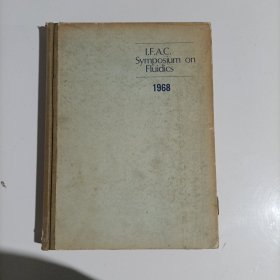 I.F.A.C.
Symposium on
Fluidics
1968